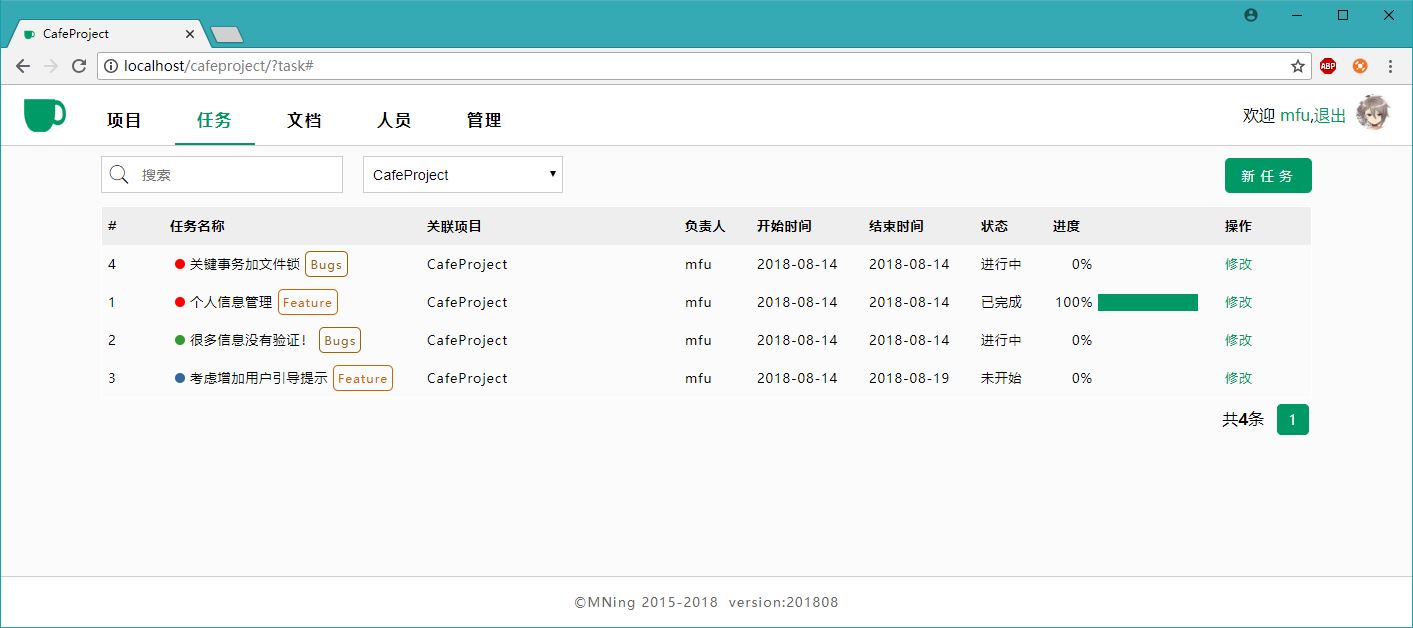 CafeProject
localhost/cafeproject/?task#
ABP
项目 任务 文档 人员 管理 欢迎 mfu,退出
搜索 CafeProject 新 任 务
# 任务名称 关联项目 负责人 开始时间 结束时间 状态 进度 操作
4 关键事务加文件锁 Bugs CafeProject mfu 2018-08-14 2018-08-14 进行中 0% 修改
1 个人信息管理 Feature CafeProject mfu 2018-08-14 2018-08-14 已完成 100% 修改
2 很多信息没有验证! Bugs CafeProject mfu 2018-08-14 2018-08-14 进行中 0% 修改
3 考虑增加用户引导提示 Feature CafeProject mfu 2018-08-14 2018-08-19 未开始 0% 修改
共4条 1
©MNing 2015-2018 version:201808